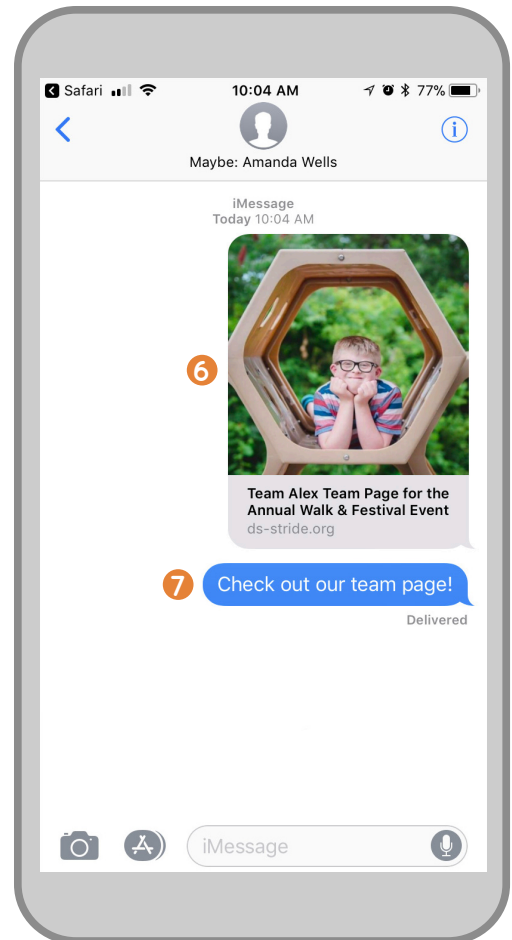 Safari 10:04 AM 77%
Maybe: Amanda Wells
iMessage
Today 10:04 AM
6
Team Alex Team Page for the
Annual Walk & Festival Event
ds-stride.org
7 Check out our team page!
Delivered
iMessage